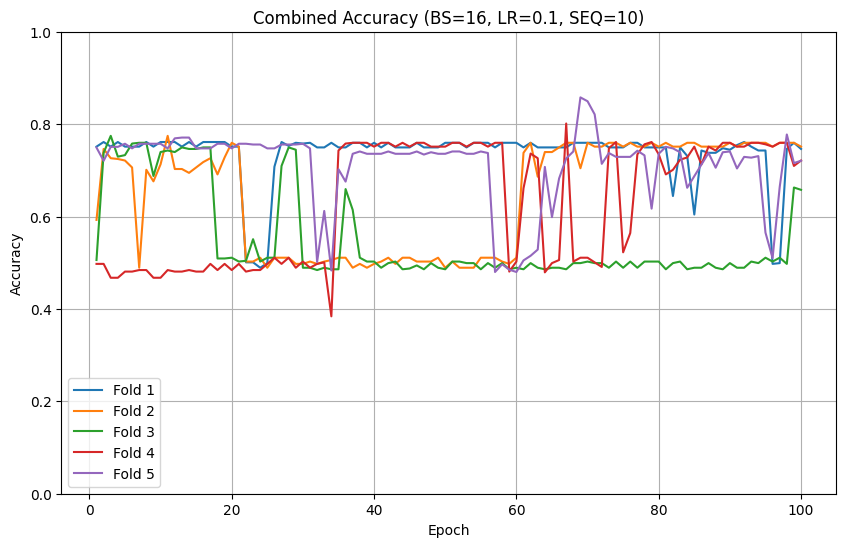 Combined Accuracy (BS=16, LR=0.1, SEQ=10)
1.0
0.8
0.6
0.4
0.2
0.0
Accuracy
Fold 1
Fold 2
Fold 3
Fold 4
Fold 5
0 20 40 60 80 100
Epoch